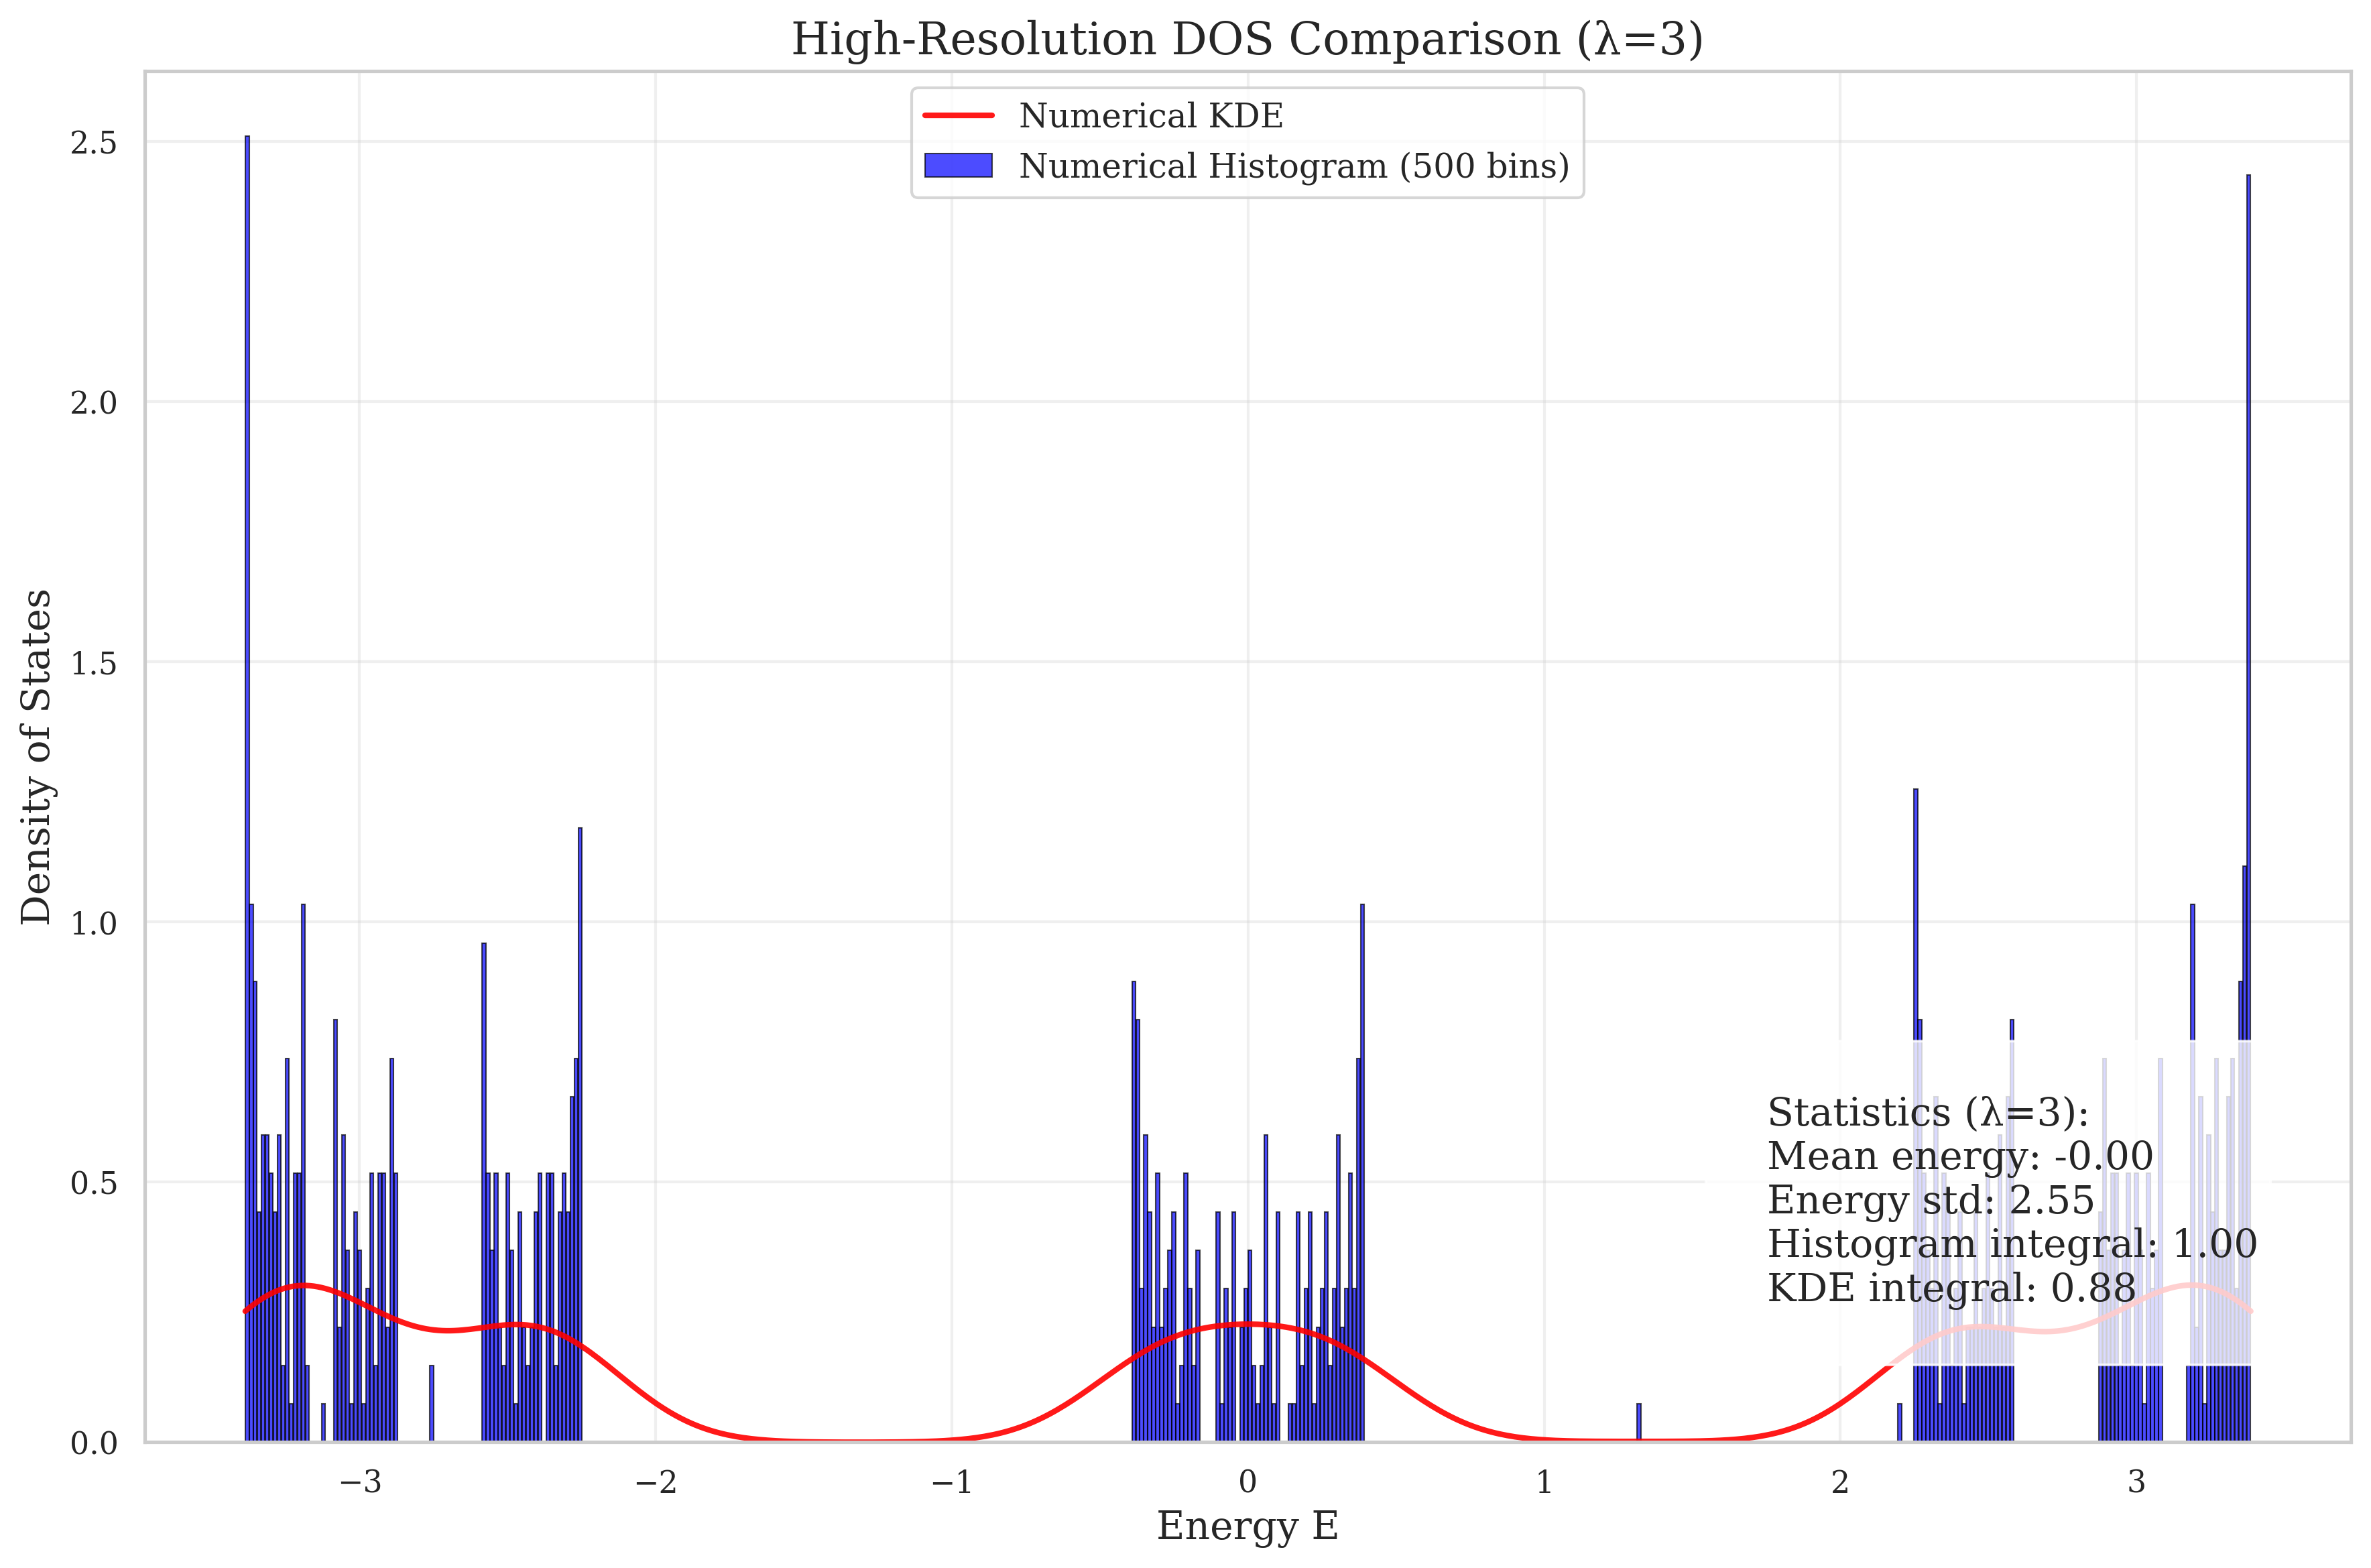 High-Resolution DOS Comparison (λ=3)
Numerical KDE
Numerical Histogram (500 bins)
Density of States
2.5
2.0
1.5
1.0
0.5
0.0
Statistics (λ=3):
Mean energy: -0.00
Energy std: 2.55
Histogram integral: 1.00
KDE integral: 0.88
−3 −2 −1 0 1 2 3
Energy E